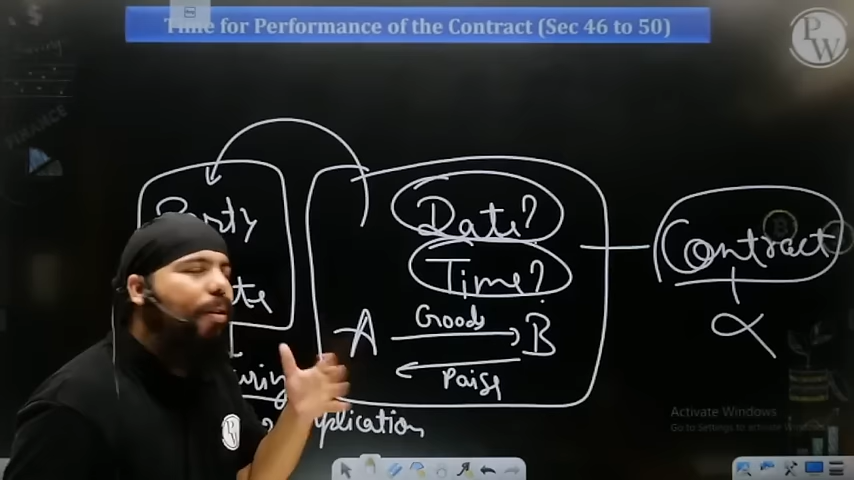 Time for Performance of the Contract (Sec 46 to 50)
PW
FINANCE
Date?
Time?
Contract
A
Goods
B
Paise
Activate Windows
Go to Settings to activate Windows